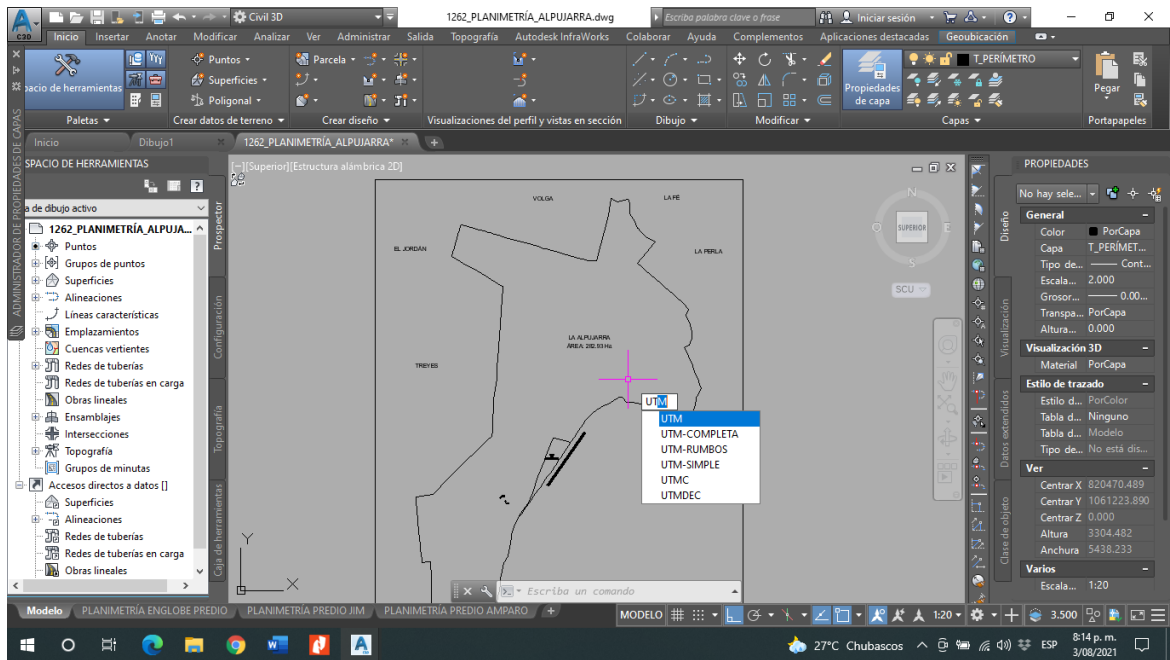 Civil 3D
1262_PLANIMETRÍA_ALPUJARRA.dwg
Escriba palabra clave o frase
Iniciar sesión
C3D
Inicio Insertar Anotar Modificar Analizar Ver Administrar Salida Topografía Autodesk InfraWorks Colaborar Ayuda Complementos Aplicaciones destacadas Geoubicación
Espacio de herramientas
Puntos
Superficies
Poligonal
Parcela
Propiedades de capa
T_PERÍMETRO
Pegar
Paletas
Crear datos de terreno
Crear diseño
Visualizaciones del perfil y vistas en sección
Dibujo
Modificar
Capas
Portapapeles
Inicio
Dibujo1
1262_PLANIMETRÍA_ALPUJARRA*
ADMINISTRADOR DE PROPIEDADES DE CAPAS
SPACIO DE HERRAMIENTAS
a de dibujo activo
1262_PLANIMETRÍA_ALPUJA...
Puntos
Grupos de puntos
Superficies
Alineaciones
Líneas características
Emplazamientos
Cuencas vertientes
Redes de tuberías
Redes de tuberías en carga
Obras lineales
Ensamblajes
Intersecciones
Topografía
Grupos de minutas
Accesos directos a datos []
Superficies
Alineaciones
Redes de tuberías
Redes de tuberías en carga
Obras lineales
Prospector
Configuración
Topografía
Caja de herramientas
[−][Superior][Estructura alámbrica 2D]
VOLGA
LA FÉ
EL JORDÁN
LA PERLA
LA ALPUJARRA
ÁREA: 282.93 Ha
TREYES
UTM
UTM
UTM-COMPLETA
UTM-RUMBOS
UTM-SIMPLE
UTMC
UTMDEC
N
O
SUPERIOR
E
S
SCU
Y
X
Escriba un comando
PROPIEDADES
No hay sele...
Diseño
Visualización
Datos extendidos
Clase de objeto
General
Color PorCapa
Capa T_PERÍMET...
Tipo de... Cont...
Escala... 2.000
Grosor... 0.00...
Transpa... PorCapa
Altura... 0.000
Visualización 3D
Material PorCapa
Estilo de trazado
Estilo d... PorColor
Tabla d... Ninguno
Tabla d... Modelo
Tipo de... No está dis...
Ver
Centrar X 820470.489
Centrar Y 1061223.890
Centrar Z 0.000
Altura 3304.482
Anchura 5438.233
Varios
Escala... 1:20
Modelo
PLANIMETRÍA ENGLOBE PREDIO
PLANIMETRÍA PREDIO JIM
PLANIMETRÍA PREDIO AMPARO
MODELO
1:20
3.500
27°C Chubascos
ESP
8:14 p. m.
3/08/2021